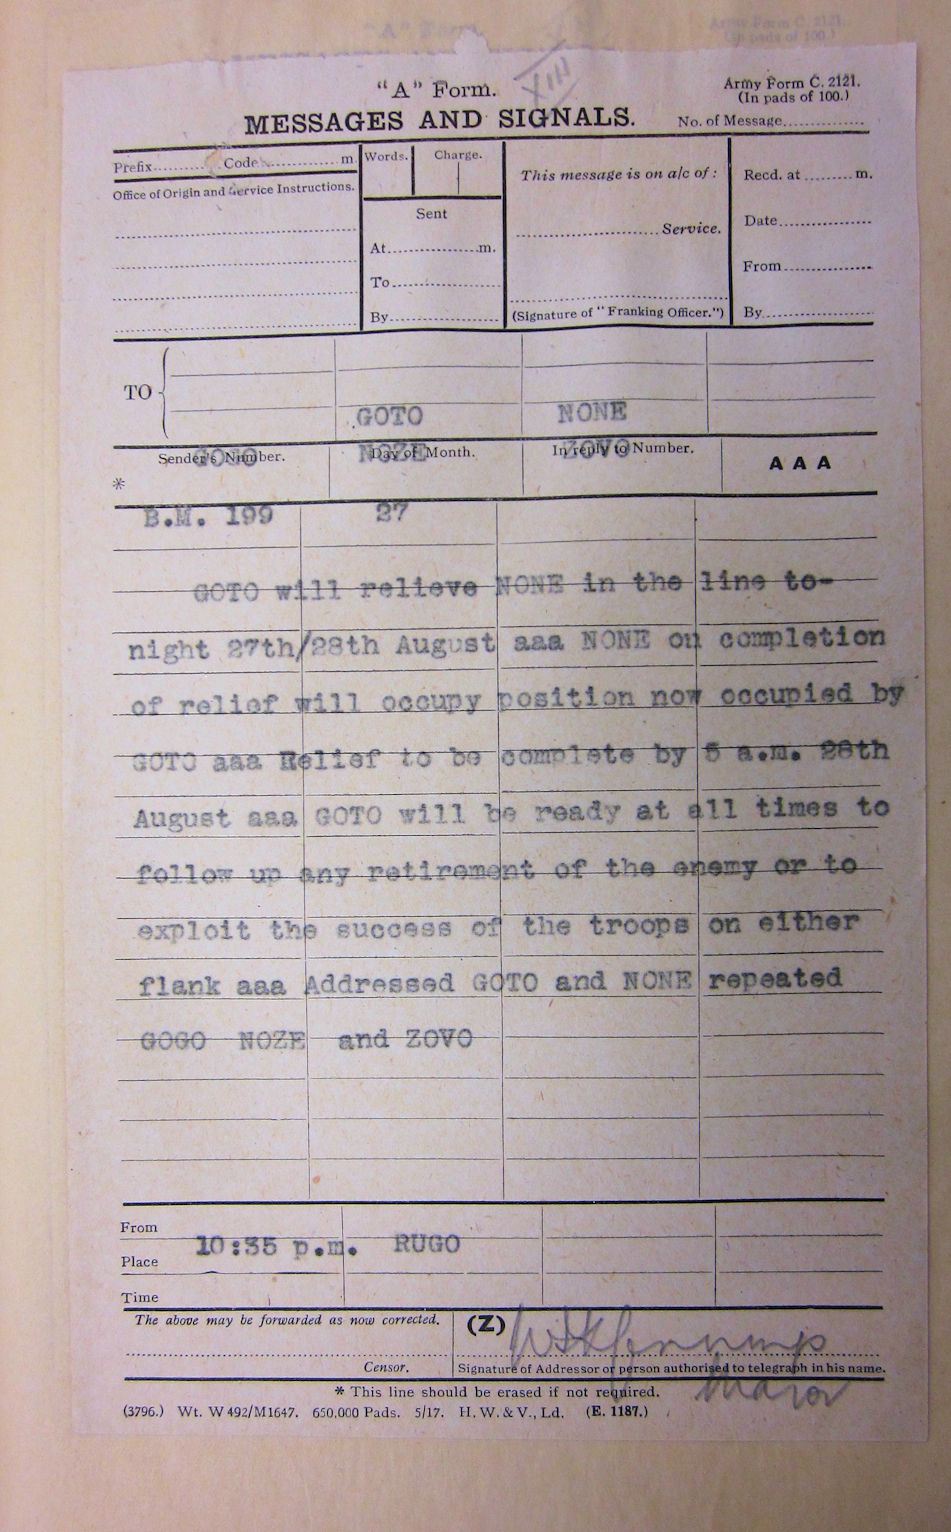 "A" Form.
XIII
Army Form C. 2121.
(In pads of 100.)
MESSAGES AND SIGNALS.
No. of Message
Prefix Code m
Words. Charge.
This message is on a/c of:
Recd. at m.
Office of Origin and Service Instructions.
Sent
Service.
Date
At m.
To
From
By
(Signature of "Franking Officer.")
By
TO
GOTO NONE
GOGO NOZE ZOVO
Sender's Number. Day of Month. In reply to Number. A A A
*
B.M. 199 27
GOTO will relieve NONE in the line to-
night 27th/28th August aaa NONE on completion
of relief will occupy position now occupied by
GOTO aaa Relief to be complete by 5 a.m. 28th
August aaa GOTO will be ready at all times to
follow up any retirement of the enemy or to
exploit the success of the troops on either
flank aaa Addressed GOTO and NONE repeated
GOGO NOZE and ZOVO
From
10:35 p.m. RUGO
Place
Time
The above may be forwarded as now corrected.
(Z)
Censor.
Signature of Addressor or person authorised to telegraph in his name.
Major
* This line should be erased if not required.
(3796.) Wt. W 492/M1647. 650,000 Pads. 5/17. H. W. & V., Ld. (E. 1187.)